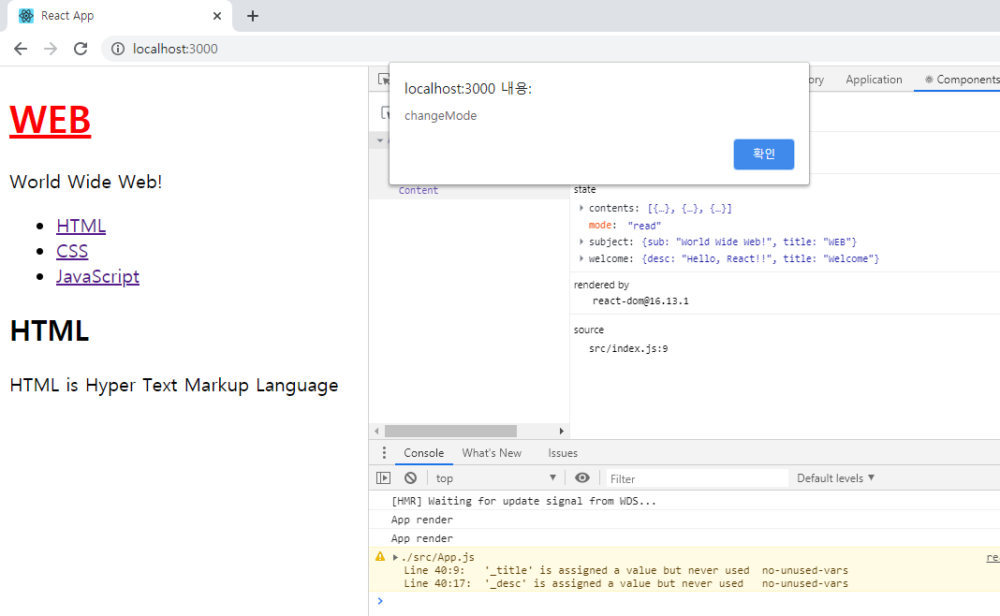 React App
localhost:3000
WEB
World Wide Web!
HTML
CSS
JavaScript
HTML
HTML is Hyper Text Markup Language
localhost:3000 내용:
changeMode
확인
Application
Components
Content
state
contents: [{…}, {…}, {…}]
mode: "read"
subject: {sub: "World Wide Web!", title: "WEB"}
welcome: {desc: "Hello, React!!", title: "Welcome"}
rendered by
react-dom@16.13.1
source
src/index.js:9
Console What's New Issues
top Filter Default levels
[HMR] Waiting for update signal from WDS...
App render
App render
./src/App.js
Line 40:9: '_title' is assigned a value but never used no-unused-vars
Line 40:17: '_desc' is assigned a value but never used no-unused-vars